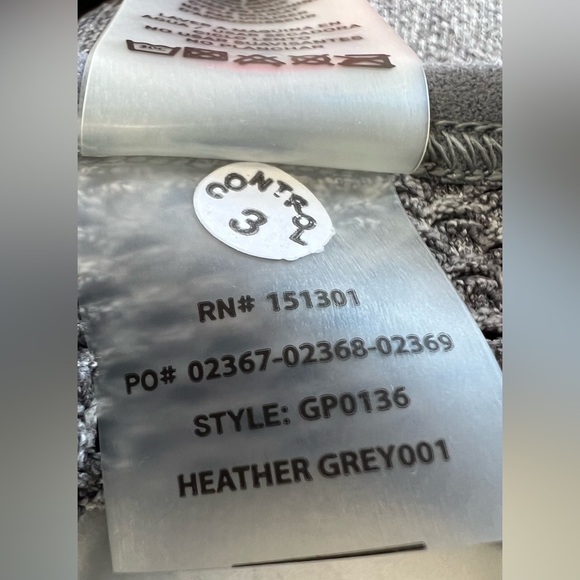 CONTROL
3
RN# 151301
PO# 02367-02368-02369
STYLE: GP0136
HEATHER GREY001